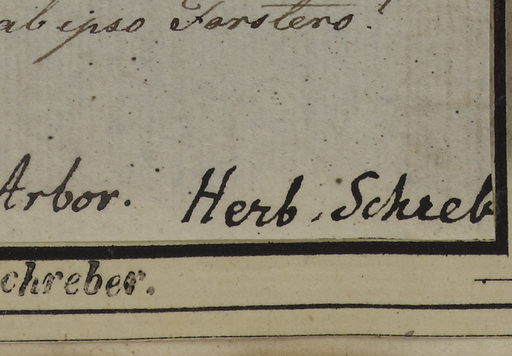 ab ipso Forstero!
Arbor. Herb. Schreb
chreber.